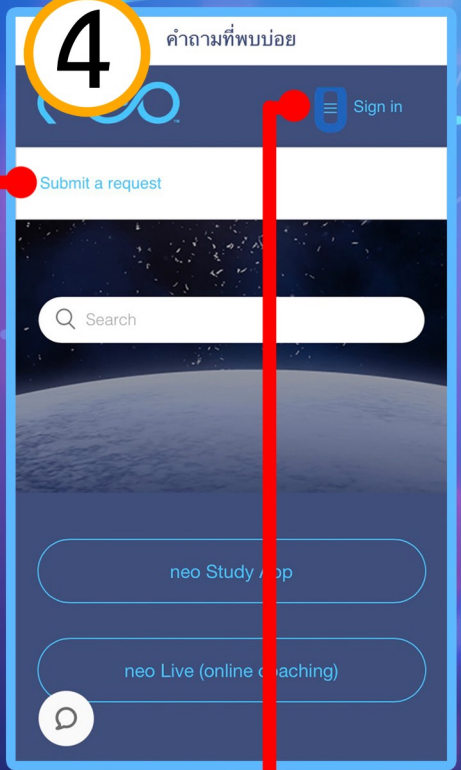 4
คำถามที่พบบ่อย
Sign in
Submit a request
Search
neo Study App
neo Live (online coaching)